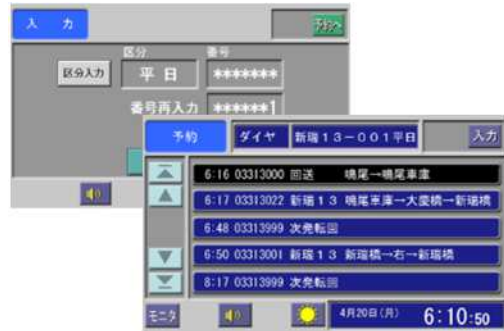 入 力
予約へ
区分 番号
区分入力 平 日 *******
番号再入力 ******1
予約 ダイヤ 新瑞13-001平日 入力
6:16 03313000 回送 鳴尾→鳴尾車庫
6:17 03313022 新瑞13 鳴尾車庫→大慶橋→新瑞橋
6:48 03313999 次発転回
6:50 03313001 新瑞13 新瑞橋→右→新瑞橋
8:17 03313999 次発転回
モニタ 4月20日(月) 6:10:50